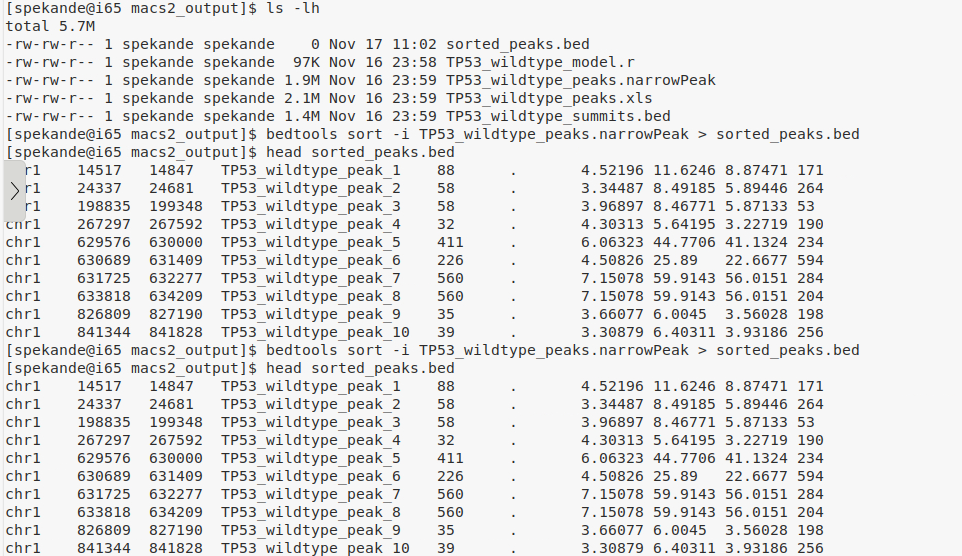 [spekande@i65 macs2_output]$ ls -lh
total 5.7M
-rw-rw-r-- 1 spekande spekande    0 Nov 17 11:02 sorted_peaks.bed
-rw-rw-r-- 1 spekande spekande  97K Nov 16 23:58 TP53_wildtype_model.r
-rw-rw-r-- 1 spekande spekande 1.9M Nov 16 23:59 TP53_wildtype_peaks.narrowPeak
-rw-rw-r-- 1 spekande spekande 2.1M Nov 16 23:59 TP53_wildtype_peaks.xls
-rw-rw-r-- 1 spekande spekande 1.4M Nov 16 23:59 TP53_wildtype_summits.bed
[spekande@i65 macs2_output]$ bedtools sort -i TP53_wildtype_peaks.narrowPeak > sorted_peaks.bed
[spekande@i65 macs2_output]$ head sorted_peaks.bed
chr1    14517   14847   TP53_wildtype_peak_1    88      .       4.52196 11.6246 8.87471 171
chr1    24337   24681   TP53_wildtype_peak_2    58      .       3.34487 8.49185 5.89446 264
chr1    198835  199348  TP53_wildtype_peak_3    58      .       3.96897 8.46771 5.87133 53
chr1    267297  267592  TP53_wildtype_peak_4    32      .       4.30313 5.64195 3.22719 190
chr1    629576  630000  TP53_wildtype_peak_5    411     .       6.06323 44.7706 41.1324 234
chr1    630689  631409  TP53_wildtype_peak_6    226     .       4.50826 25.89   22.6677 594
chr1    631725  632277  TP53_wildtype_peak_7    560     .       7.15078 59.9143 56.0151 284
chr1    633818  634209  TP53_wildtype_peak_8    560     .       7.15078 59.9143 56.0151 204
chr1    826809  827190  TP53_wildtype_peak_9    35      .       3.66077 6.0045  3.56028 198
chr1    841344  841828  TP53_wildtype_peak_10   39      .       3.30879 6.40311 3.93186 256
[spekande@i65 macs2_output]$ bedtools sort -i TP53_wildtype_peaks.narrowPeak > sorted_peaks.bed
[spekande@i65 macs2_output]$ head sorted_peaks.bed
chr1    14517   14847   TP53_wildtype_peak_1    88      .       4.52196 11.6246 8.87471 171
chr1    24337   24681   TP53_wildtype_peak_2    58      .       3.34487 8.49185 5.89446 264
chr1    198835  199348  TP53_wildtype_peak_3    58      .       3.96897 8.46771 5.87133 53
chr1    267297  267592  TP53_wildtype_peak_4    32      .       4.30313 5.64195 3.22719 190
chr1    629576  630000  TP53_wildtype_peak_5    411     .       6.06323 44.7706 41.1324 234
chr1    630689  631409  TP53_wildtype_peak_6    226     .       4.50826 25.89   22.6677 594
chr1    631725  632277  TP53_wildtype_peak_7    560     .       7.15078 59.9143 56.0151 284
chr1    633818  634209  TP53_wildtype_peak_8    560     .       7.15078 59.9143 56.0151 204
chr1    826809  827190  TP53_wildtype_peak_9    35      .       3.66077 6.0045  3.56028 198
chr1    841344  841828  TP53_wildtype_peak_10   39      .       3.30879 6.40311 3.93186 256